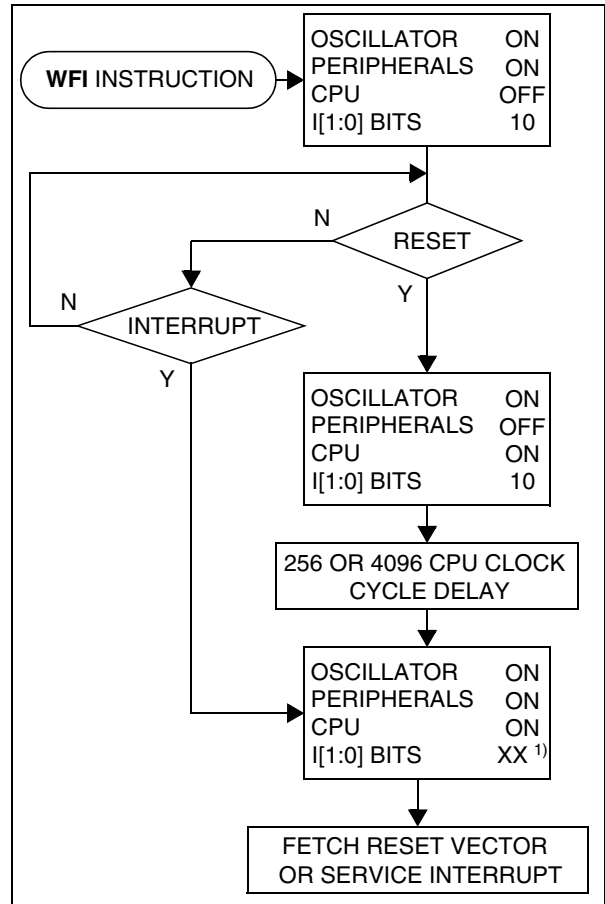 WFI INSTRUCTION
OSCILLATOR ON
PERIPHERALS ON
CPU OFF
I[1:0] BITS 10
N
RESET
Y
N
INTERRUPT
Y
OSCILLATOR ON
PERIPHERALS OFF
CPU ON
I[1:0] BITS 10
256 OR 4096 CPU CLOCK
CYCLE DELAY
OSCILLATOR ON
PERIPHERALS ON
CPU ON
I[1:0] BITS XX 1)
FETCH RESET VECTOR
OR SERVICE INTERRUPT